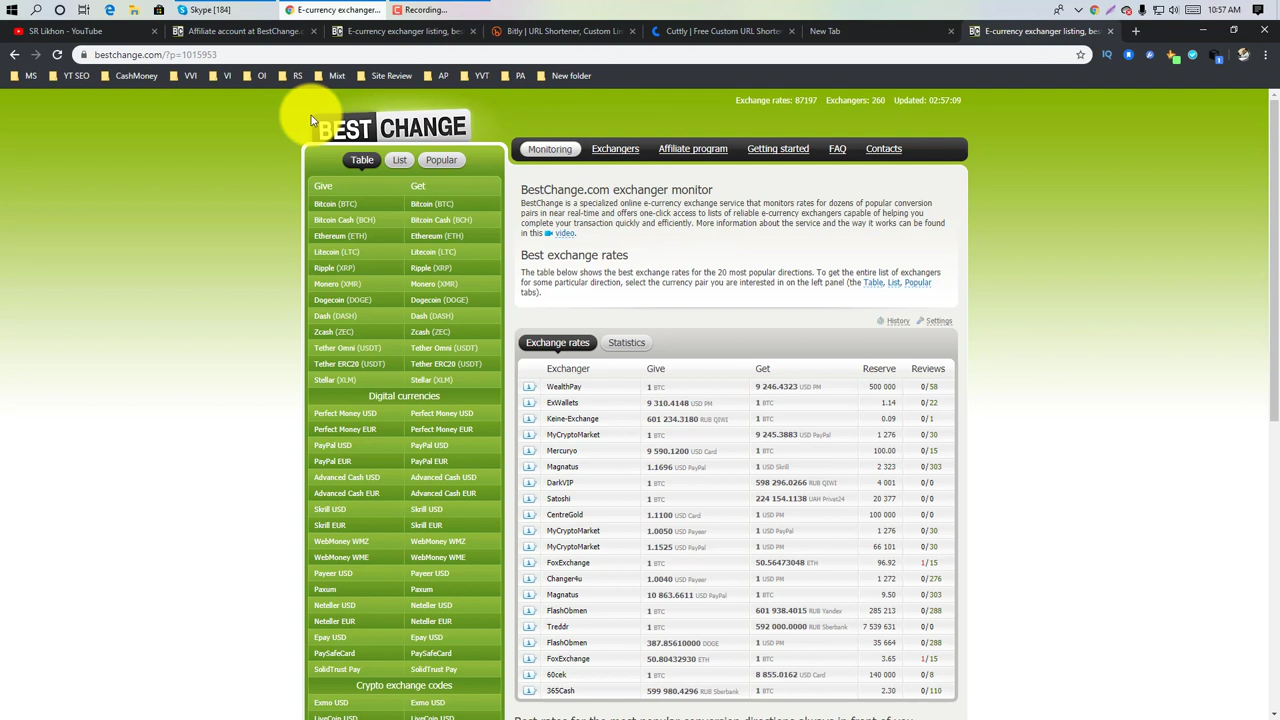 Skype [184]
E-currency exchanger...
Recording...
10:57 AM
SR Likhon - YouTube
Affiliate account at BestChange.c
E-currency exchanger listing, bes
Bitly | URL Shortener, Custom Lin
Cuttly | Free Custom URL Shorten
New Tab
E-currency exchanger listing, bes
bestchange.com/?p=1015953
MS
YT SEO
CashMoney
VVI
VI
OI
RS
Mixt
Site Review
AP
YVT
PA
New folder
Exchange rates: 87197 Exchangers: 260 Updated: 02:57:09
BEST CHANGE
Monitoring Exchangers Affiliate program Getting started FAQ Contacts
Table List Popular
Give Get
Bitcoin (BTC) Bitcoin (BTC)
Bitcoin Cash (BCH) Bitcoin Cash (BCH)
Ethereum (ETH) Ethereum (ETH)
Litecoin (LTC) Litecoin (LTC)
Ripple (XRP) Ripple (XRP)
Monero (XMR) Monero (XMR)
Dogecoin (DOGE) Dogecoin (DOGE)
Dash (DASH) Dash (DASH)
Zcash (ZEC) Zcash (ZEC)
Tether Omni (USDT) Tether Omni (USDT)
Tether ERC20 (USDT) Tether ERC20 (USDT)
Stellar (XLM) Stellar (XLM)
Digital currencies
Perfect Money USD Perfect Money USD
Perfect Money EUR Perfect Money EUR
PayPal USD PayPal USD
PayPal EUR PayPal EUR
Advanced Cash USD Advanced Cash USD
Advanced Cash EUR Advanced Cash EUR
Skrill USD Skrill USD
Skrill EUR Skrill EUR
WebMoney WMZ WebMoney WMZ
WebMoney WME WebMoney WME
Payeer USD Payeer USD
Paxum Paxum
Neteller USD Neteller USD
Neteller EUR Neteller EUR
Epay USD Epay USD
PaySafeCard PaySafeCard
SolidTrust Pay SolidTrust Pay
Crypto exchange codes
Exmo USD Exmo USD
LiveCoin USD LiveCoin USD
BestChange.com exchanger monitor
BestChange is a specialized online e-currency exchange service that monitors rates for dozens of popular conversion
pairs in near real-time and offers one-click access to lists of reliable e-currency exchangers capable of helping you
complete your transaction quickly and efficiently. More information about the service and the way it works can be found
in this video.
Best exchange rates
The table below shows the best exchange rates for the 20 most popular directions. To get the entire list of exchangers
for some particular direction, select the currency pair you are interested in on the left panel (the Table, List, Popular
tabs).
History Settings
Exchange rates Statistics
Exchanger Give Get Reserve Reviews
WealthPay 1 BTC 9 246.4323 USD PM 500 000 0/58
ExWallets 9 310.4148 USD PM 1 BTC 1.14 0/22
Keine-Exchange 601 234.3180 RUB QIWI 1 BTC 0.09 0/1
MyCryptoMarket 1 BTC 9 245.3883 USD PayPal 1 276 0/30
Mercuryo 9 590.1200 USD Card 1 BTC 100.00 0/15
Magnatus 1.1696 USD PayPal 1 USD Skrill 2 323 0/303
DarkVIP 1 BTC 598 296.0266 RUB QIWI 4 001 0/0
Satoshi 1 BTC 224 154.1138 UAH Privat24 20 377 0/0
CentreGold 1.1100 USD Card 1 USD PM 100 000 0/0
MyCryptoMarket 1.0050 USD Payeer 1 USD PayPal 1 276 0/30
MyCryptoMarket 1.1525 USD PayPal 1 USD PM 66 101 0/30
FoxExchange 1 BTC 50.56473048 ETH 96.92 1/15
Changer4u 1.0040 USD Payeer 1 USD PM 1 272 0/276
Magnatus 10 863.6611 USD PayPal 1 BTC 9.50 0/303
FlashObmen 1 BTC 601 938.4015 RUB Yandex 285 213 0/288
Treddr 1 BTC 592 000.0000 RUB Sberbank 7 539 631 0/0
FlashObmen 387.85610000 DOGE 1 USD PM 35 664 0/288
FoxExchange 50.80432930 ETH 1 BTC 3.65 1/15
60cek 1 BTC 8 855.0162 USD Card 140 000 0/8
365Cash 599 980.4296 RUB Sberbank 1 BTC 2.30 0/110
Best rates for the most popular conversion directions always in front of you